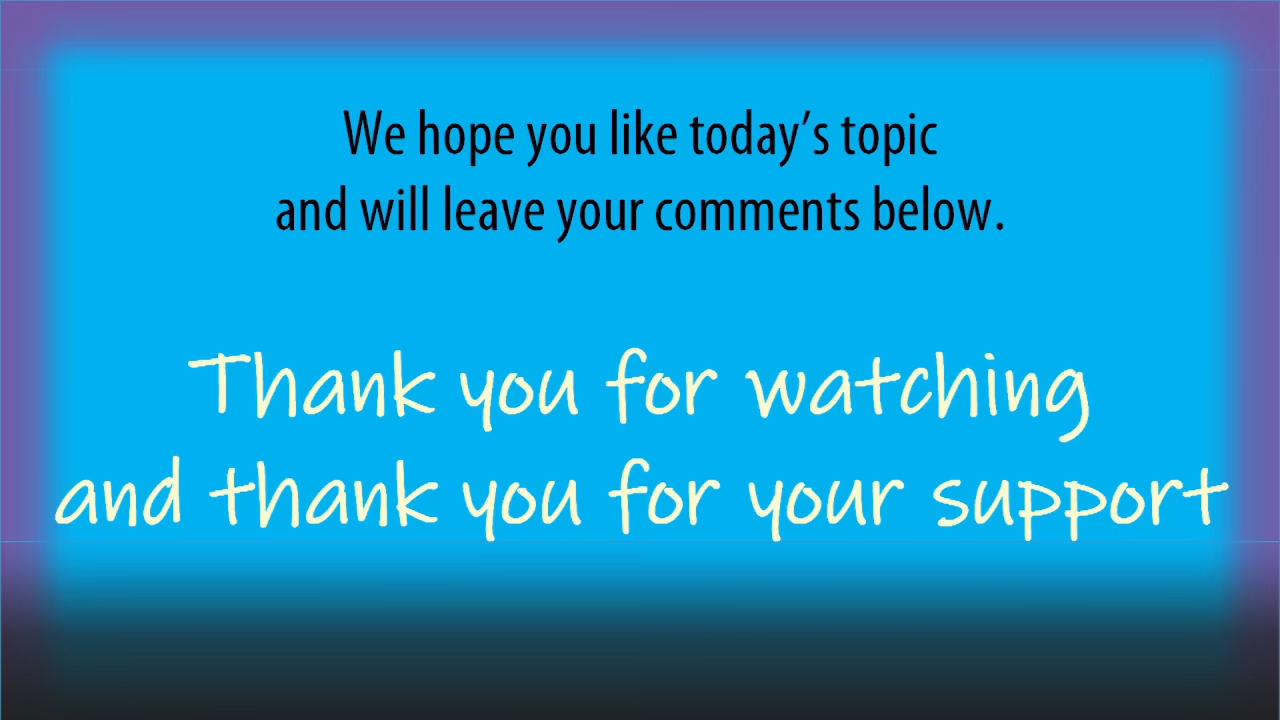 We hope you like today’s topic
and will leave your comments below.
Thank you for watching
and thank you for your support